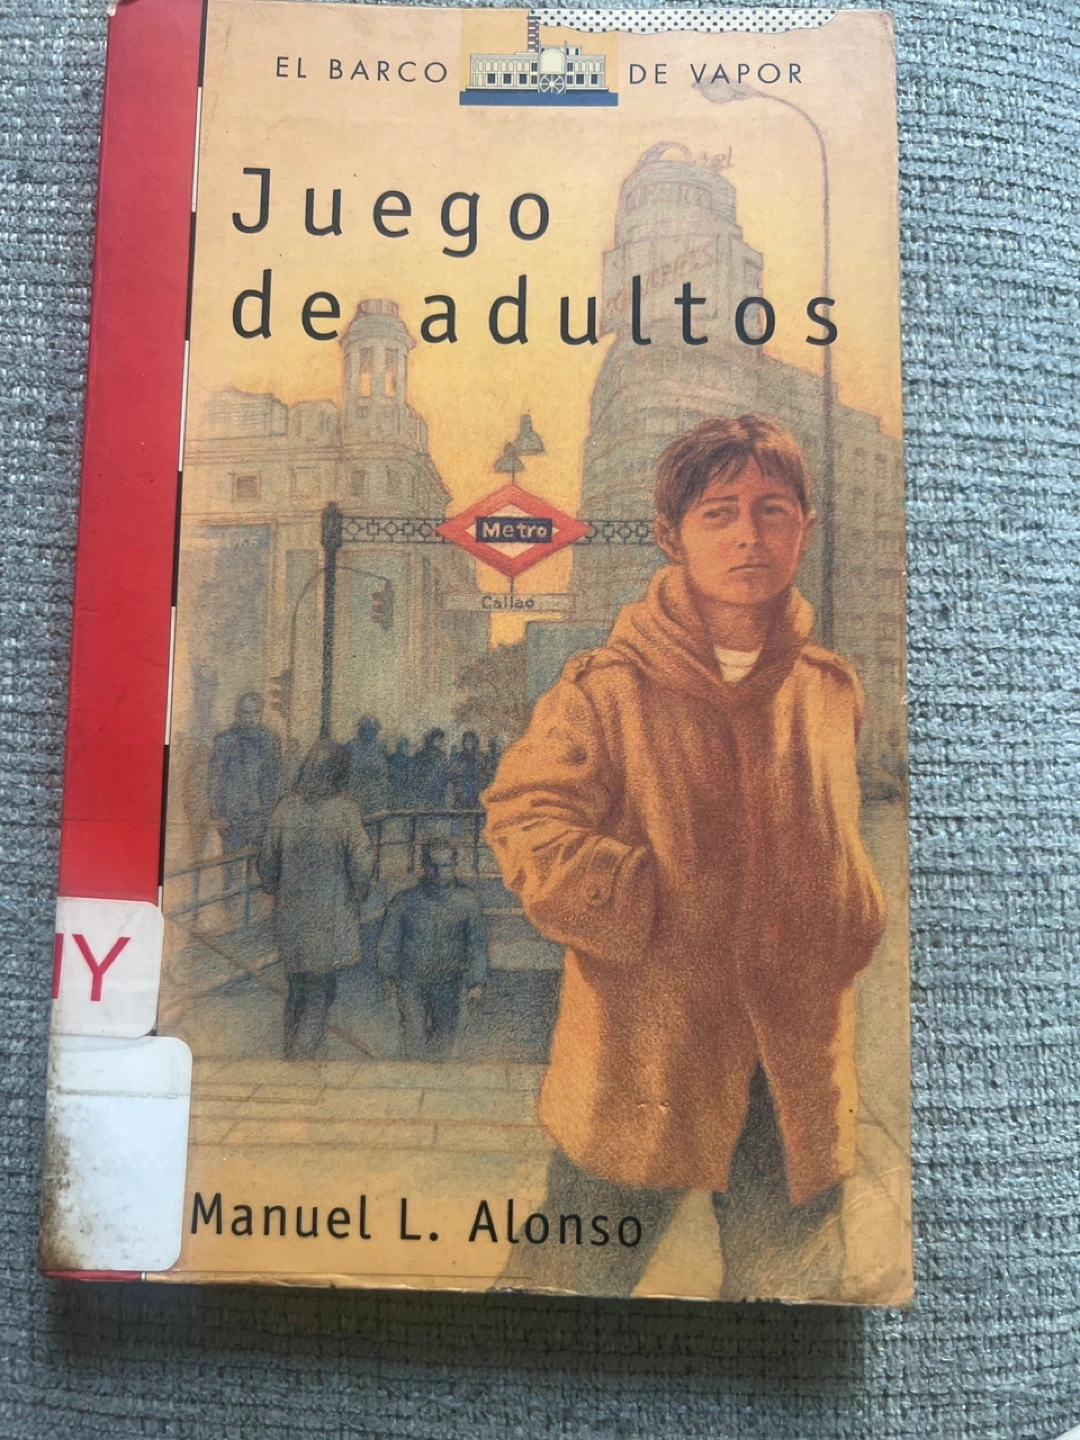 EL BARCO DE VAPOR
Juego
de adultos
Metro
Callao
Manuel L. Alonso